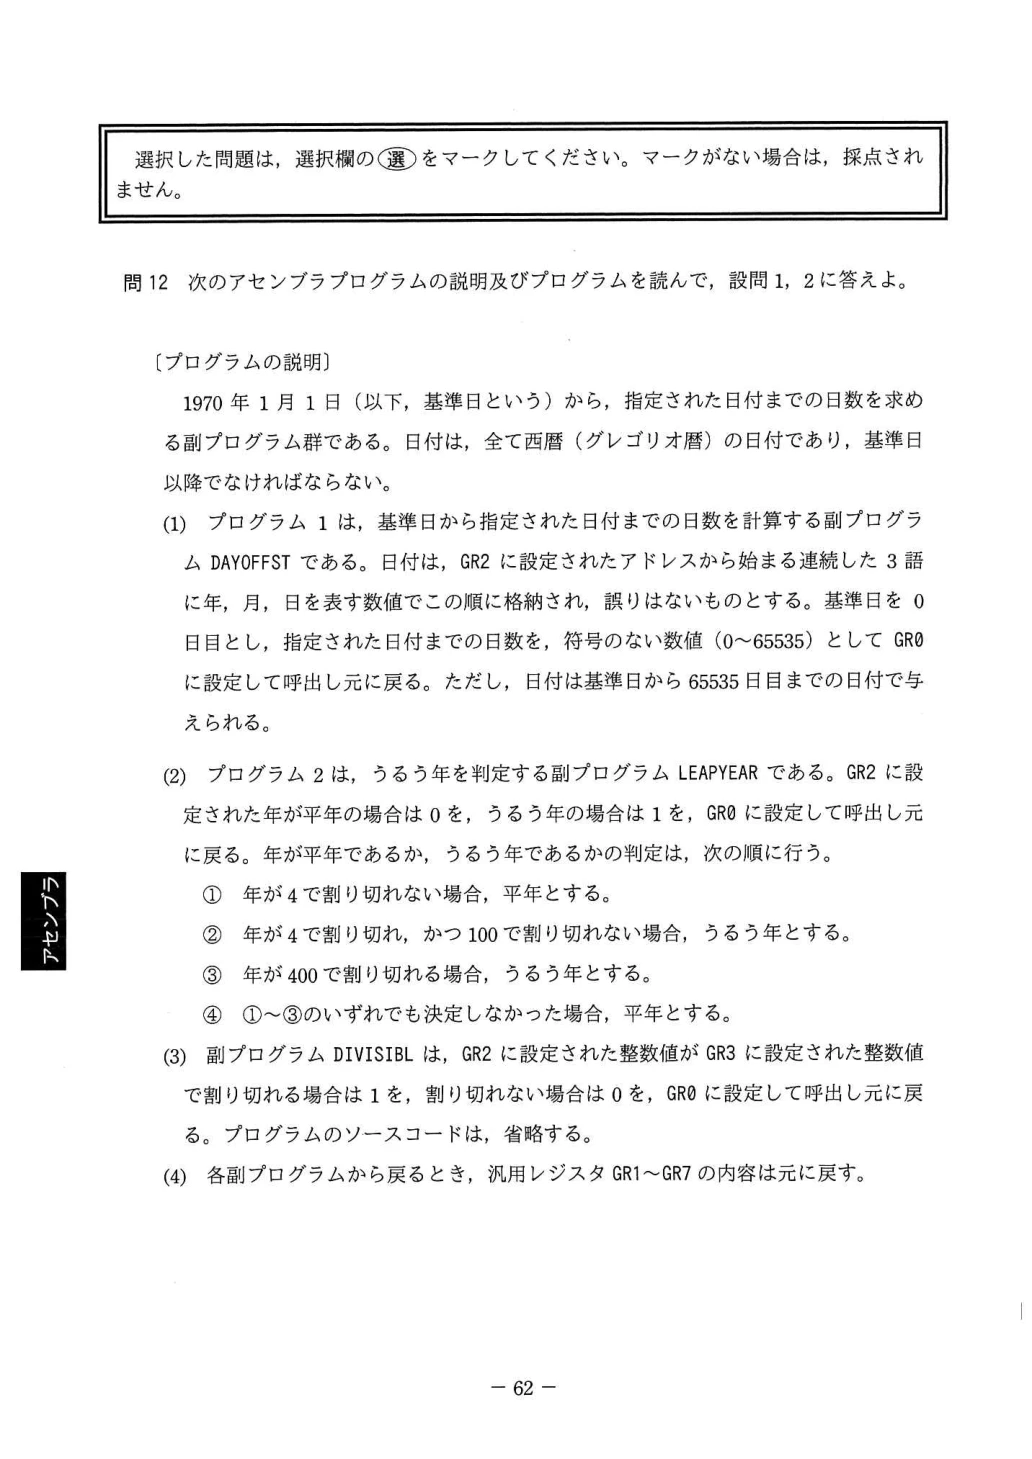 選択した問題は，選択欄の㊟をマークしてください。マークがない場合は，採点され
ません。
問 12 次のアセンブラプログラムの説明及びプログラムを読んで，設問 1，2 に答えよ。
〔プログラムの説明〕
1970 年 1 月 1 日（以下，基準日という）から，指定された日付までの日数を求め
る副プログラム群である。日付は，全て西暦（グレゴリオ暦）の日付であり，基準日
以降でなければならない。
(1) プログラム 1 は，基準日から指定された日付までの日数を計算する副プログラ
ム DAYOFFST である。日付は，GR2 に設定されたアドレスから始まる連続した 3 語
に年，月，日を表す数値でこの順に格納され，誤りはないものとする。基準日を 0
日目とし，指定された日付までの日数を，符号のない数値（0～65535）として GR0
に設定して呼出し元に戻る。ただし，日付は基準日から 65535 日目までの日付で与
えられる。
(2) プログラム 2 は，うるう年を判定する副プログラム LEAPYEAR である。GR2 に設
定された年が平年の場合は 0 を，うるう年の場合は 1 を，GR0 に設定して呼出し元
に戻る。年が平年であるか，うるう年であるかの判定は，次の順に行う。
① 年が 4 で割り切れない場合，平年とする。
② 年が 4 で割り切れ，かつ 100 で割り切れない場合，うるう年とする。
③ 年が 400 で割り切れる場合，うるう年とする。
④ ①～③のいずれでも決定しなかった場合，平年とする。
アセンブラ
(3) 副プログラム DIVISIBL は，GR2 に設定された整数値が GR3 に設定された整数値
で割り切れる場合は 1 を，割り切れない場合は 0 を，GR0 に設定して呼出し元に戻
る。プログラムのソースコードは，省略する。
(4) 各副プログラムから戻るとき，汎用レジスタ GR1～GR7 の内容は元に戻す。
－ 62 －